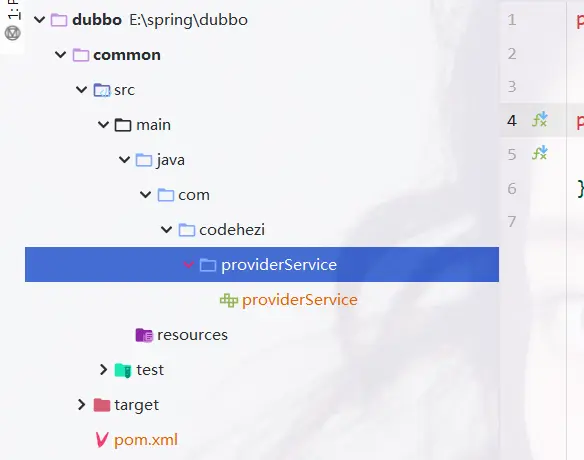 1: P
dubbo E:\spring\dubbo
common
src
main
java
com
codehezi
providerService
providerService
resources
test
target
pom.xml
1 p
2
3
4 p
5
6 }
7